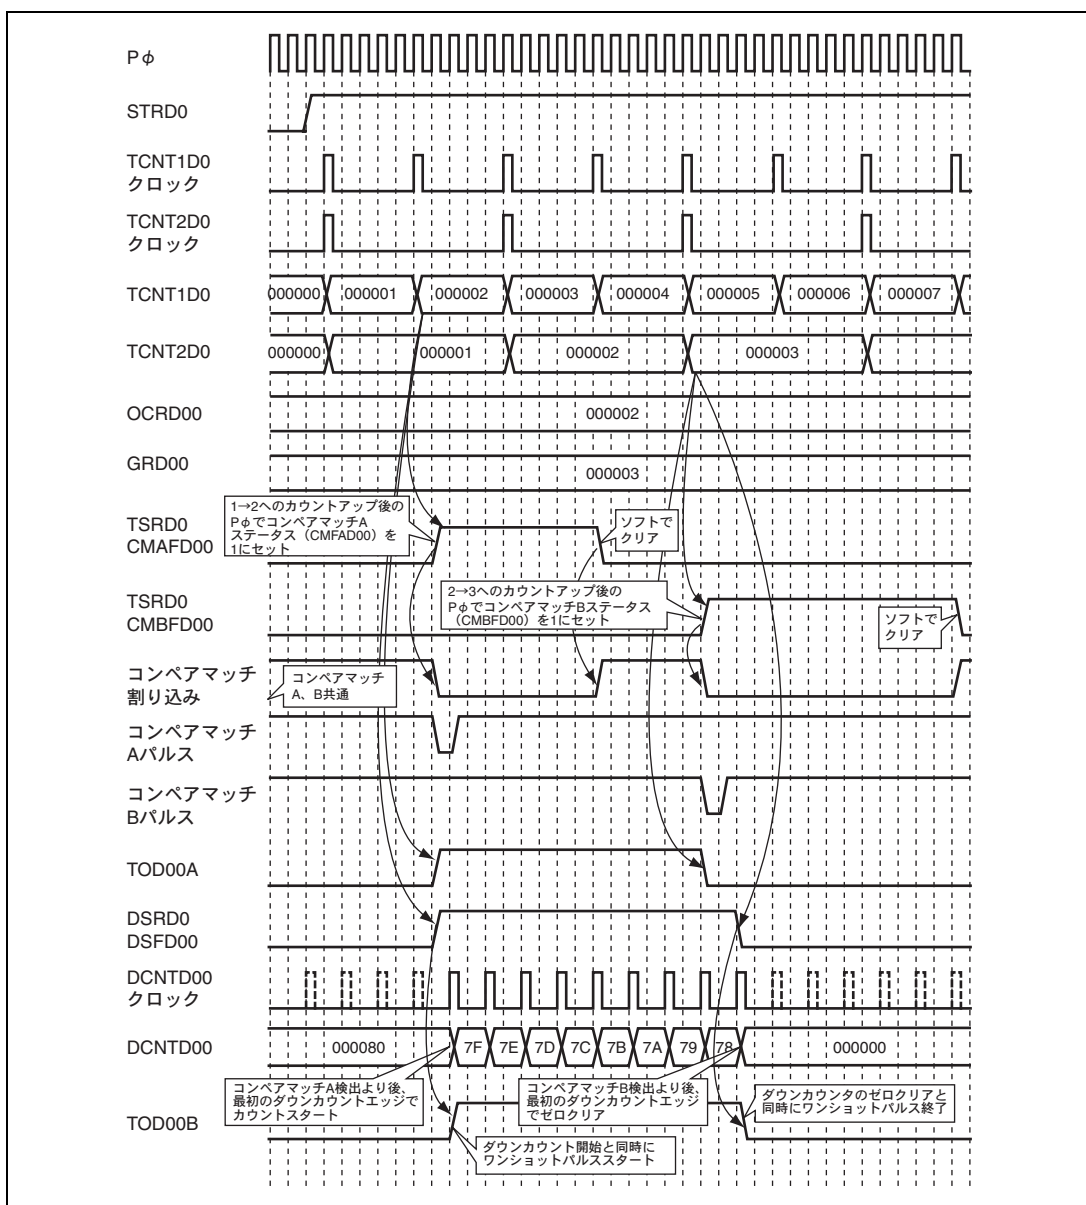 Pφ
STRD0
TCNT1D0
クロック
TCNT2D0
クロック
TCNT1D0
000000 000001 000002 000003 000004 000005 000006 000007
TCNT2D0
000000 000001 000002 000003
OCRD00
000002
GRD00
000003
1→2へのカウントアップ後の
PφでコンペアマッチA
ステータス（CMFAD00）を
1にセット
TSRD0
CMAFD00
ソフトで
クリア
2→3へのカウントアップ後の
PφでコンペアマッチBステータス
（CMBFD00）を1にセット
TSRD0
CMBFD00
ソフトで
クリア
コンペアマッチ
割り込み
コンペアマッチ
A、B共通
コンペアマッチ
Aパルス
コンペアマッチ
Bパルス
TOD00A
DSRD0
DSFD00
DCNTD00
クロック
DCNTD00
000080 7F 7E 7D 7C 7B 7A 79 78 000000
コンペアマッチA検出より後、
最初のダウンカウントエッジで
カウントスタート
コンペアマッチB検出より後、
最初のダウンカウントエッジ
でゼロクリア
ダウンカウンタのゼロクリアと
同時にワンショットパルス終了
TOD00B
ダウンカウント開始と同時に
ワンショットパルススタート